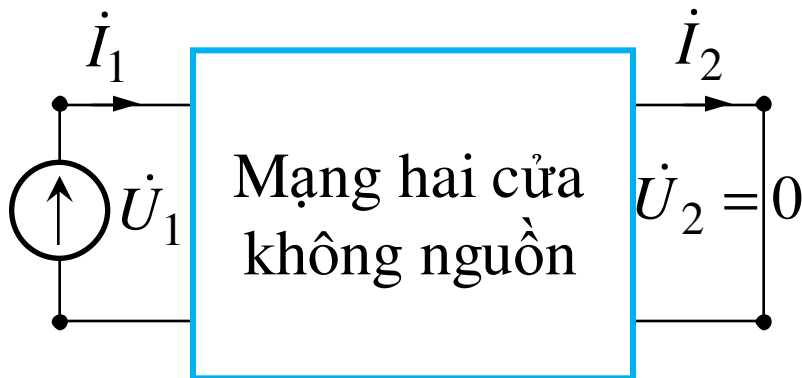 İ₁
İ₂
Mạng hai cửa
không nguồn
U̇₁
U̇₂ = 0